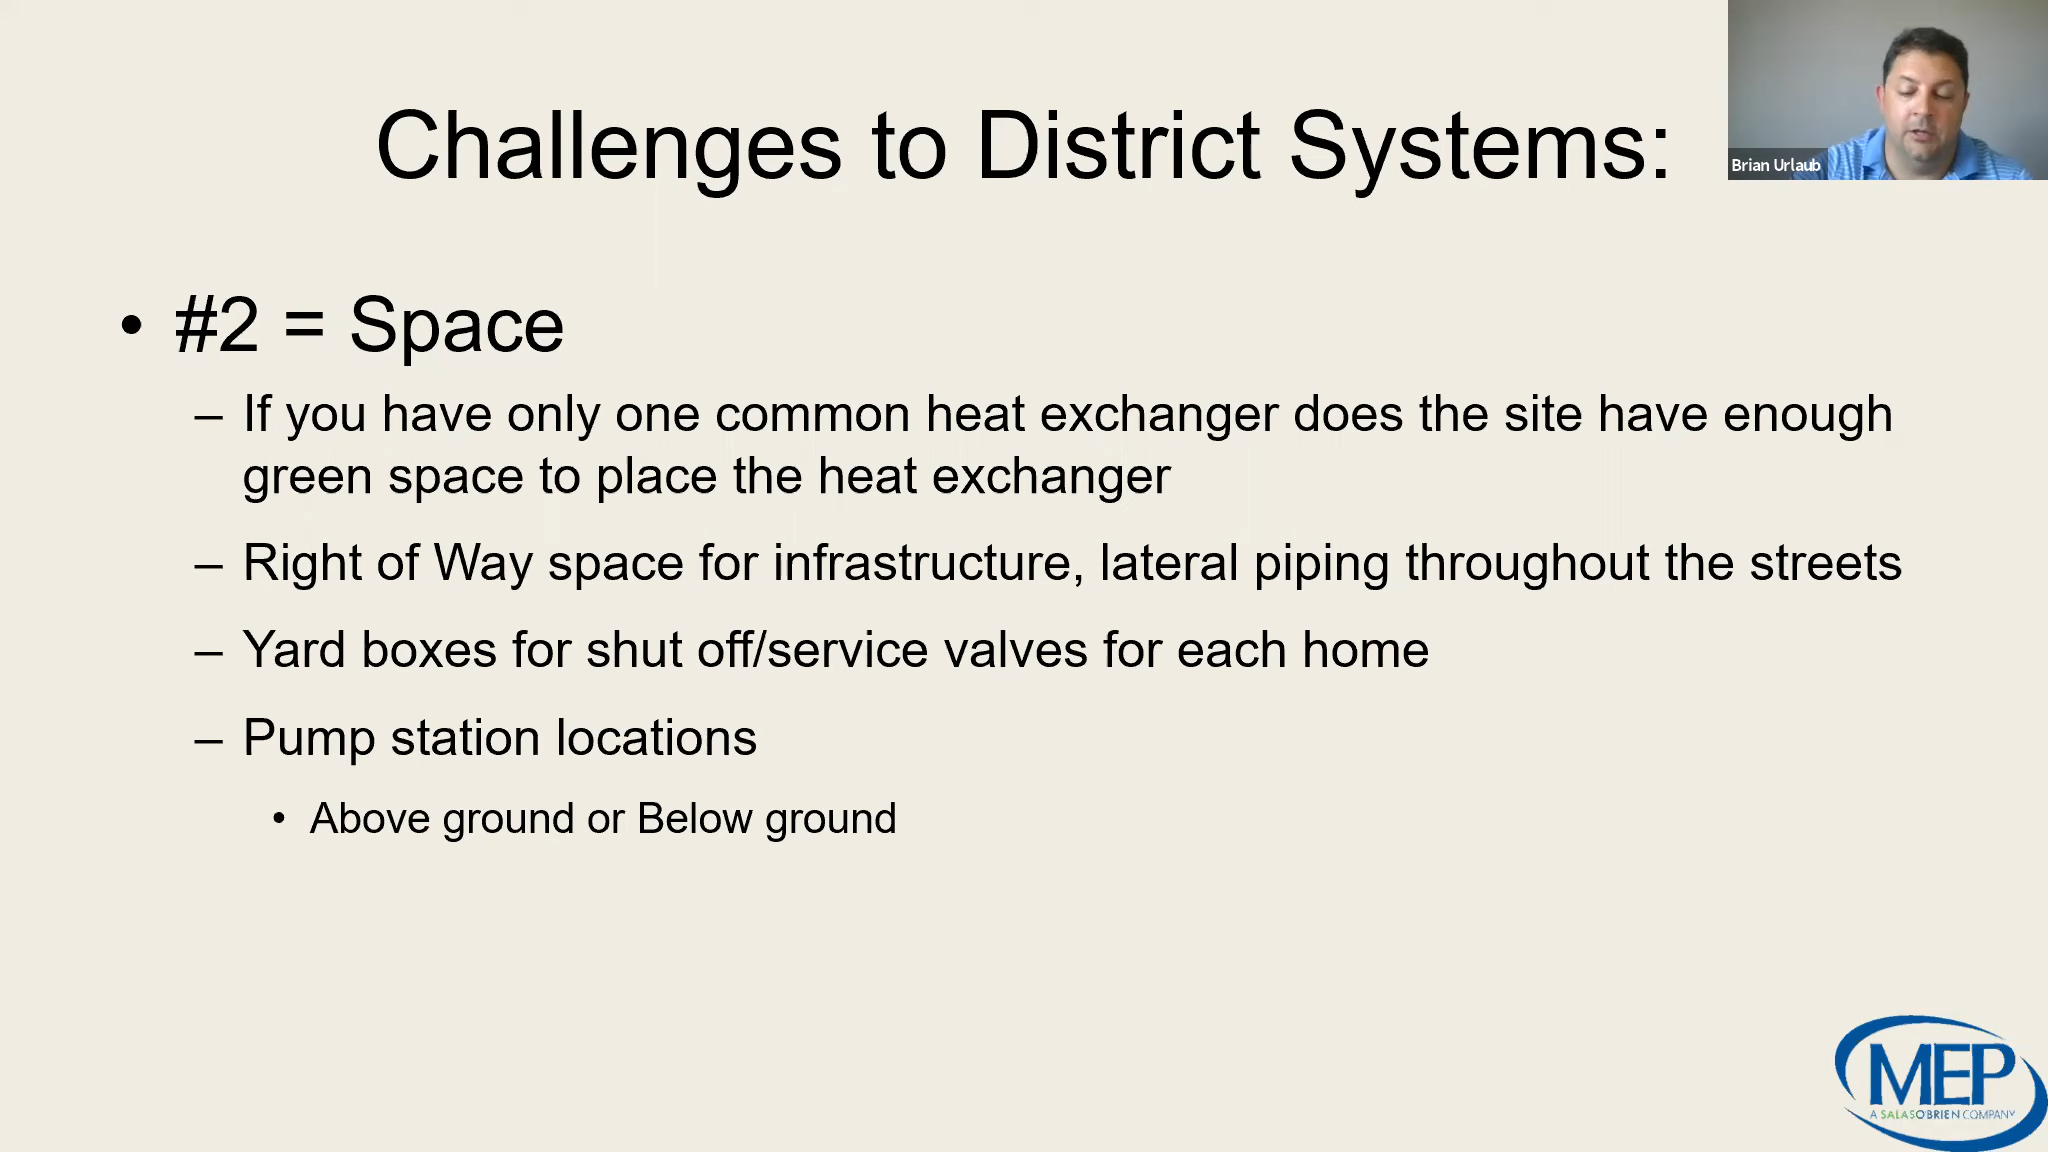 Challenges to District Systems:
Brian Urlaub
• #2 = Space
– If you have only one common heat exchanger does the site have enough
green space to place the heat exchanger
– Right of Way space for infrastructure, lateral piping throughout the streets
– Yard boxes for shut off/service valves for each home
– Pump station locations
• Above ground or Below ground
MEP
A SALASO'BRIEN COMPANY